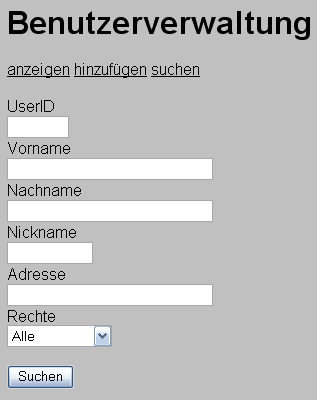 Benutzerverwaltung
anzeigen hinzufügen suchen
UserID
Vorname
Nachname
Nickname
Adresse
Rechte
Alle
Suchen